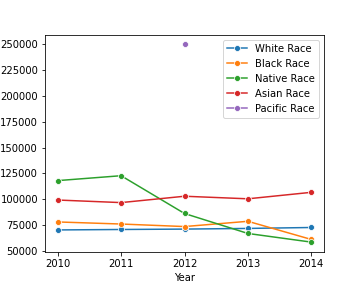 250000
225000
200000
175000
150000
125000
100000
75000
50000
White Race
Black Race
Native Race
Asian Race
Pacific Race
2010 2011 2012 2013 2014
Year